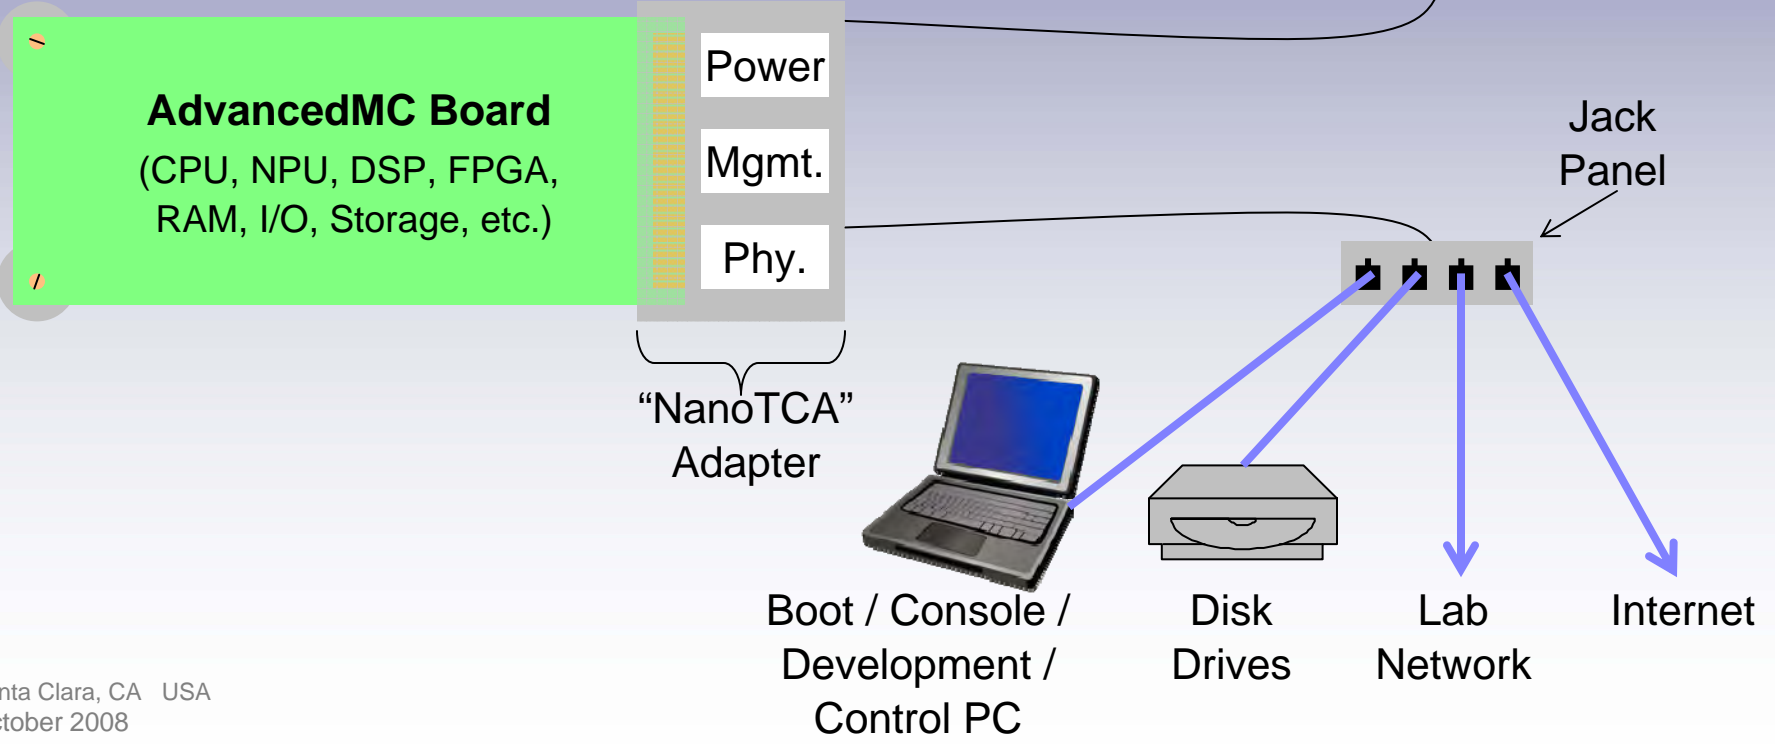 Power
AdvancedMC Board
(CPU, NPU, DSP, FPGA,
RAM, I/O, Storage, etc.)
Mgmt.
Phy.
Jack
Panel
“NanoTCA”
Adapter
Boot / Console /
Development /
Control PC
Disk
Drives
Lab
Network
Internet
nta Clara, CA USA
ctober 2008